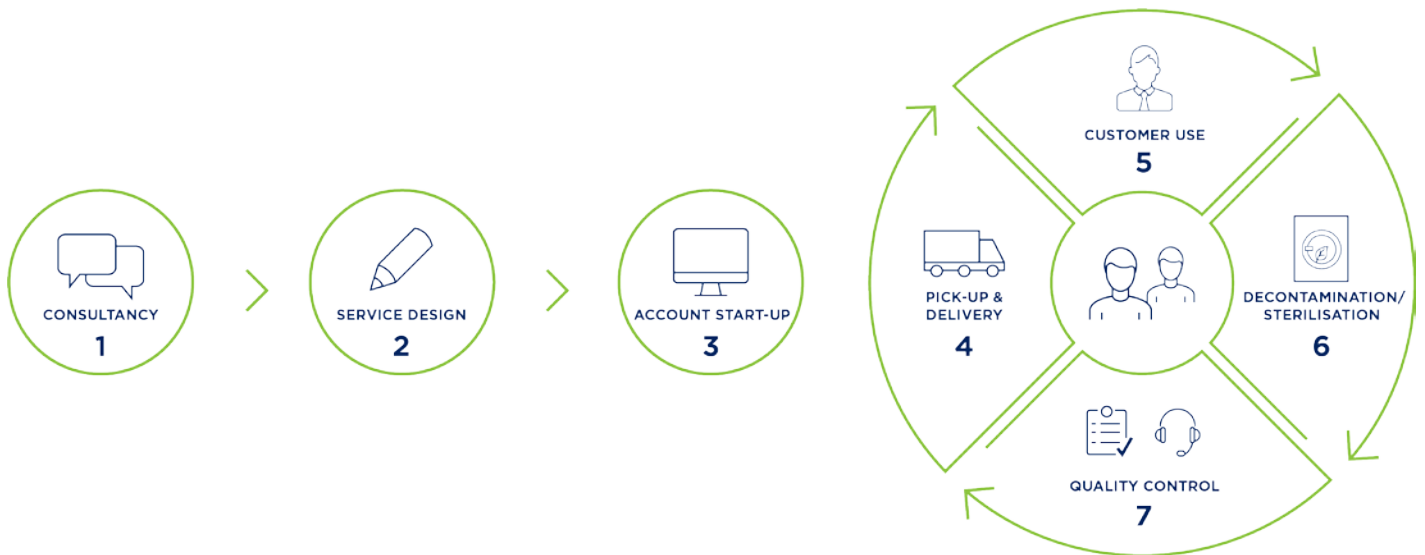 CONSULTANCY
1
SERVICE DESIGN
2
ACCOUNT START-UP
3
PICK-UP &
DELIVERY
4
CUSTOMER USE
5
DECONTAMINATION/
STERILISATION
6
QUALITY CONTROL
7